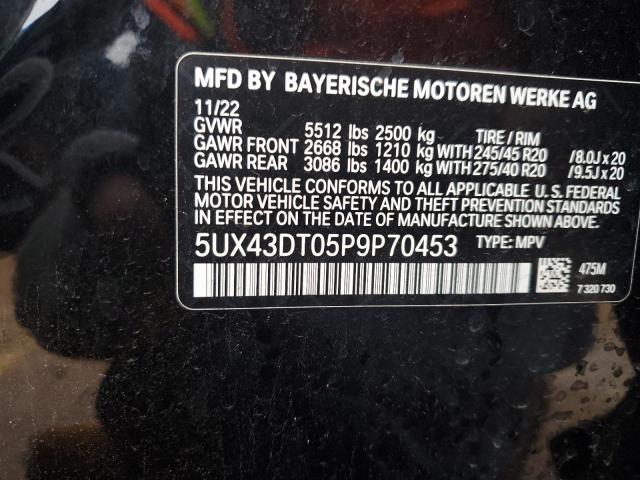 MFD BY BAYERISCHE MOTOREN WERKE AG
11/22
GVWR 5512 lbs 2500 kg TIRE / RIM
GAWR FRONT 2668 lbs 1210 kg WITH 245/45 R20 /8.0J x 20
GAWR REAR 3086 lbs 1400 kg WITH 275/40 R20 /9.5J x 20
THIS VEHICLE CONFORMS TO ALL APPLICABLE U. S. FEDERAL
MOTOR VEHICLE SAFETY AND THEFT PREVENTION STANDARDS
IN EFFECT ON THE DATE OF MANUFACTURE SHOWN ABOVE.
5UX43DT05P9P70453 TYPE: MPV
475M
7 320 730